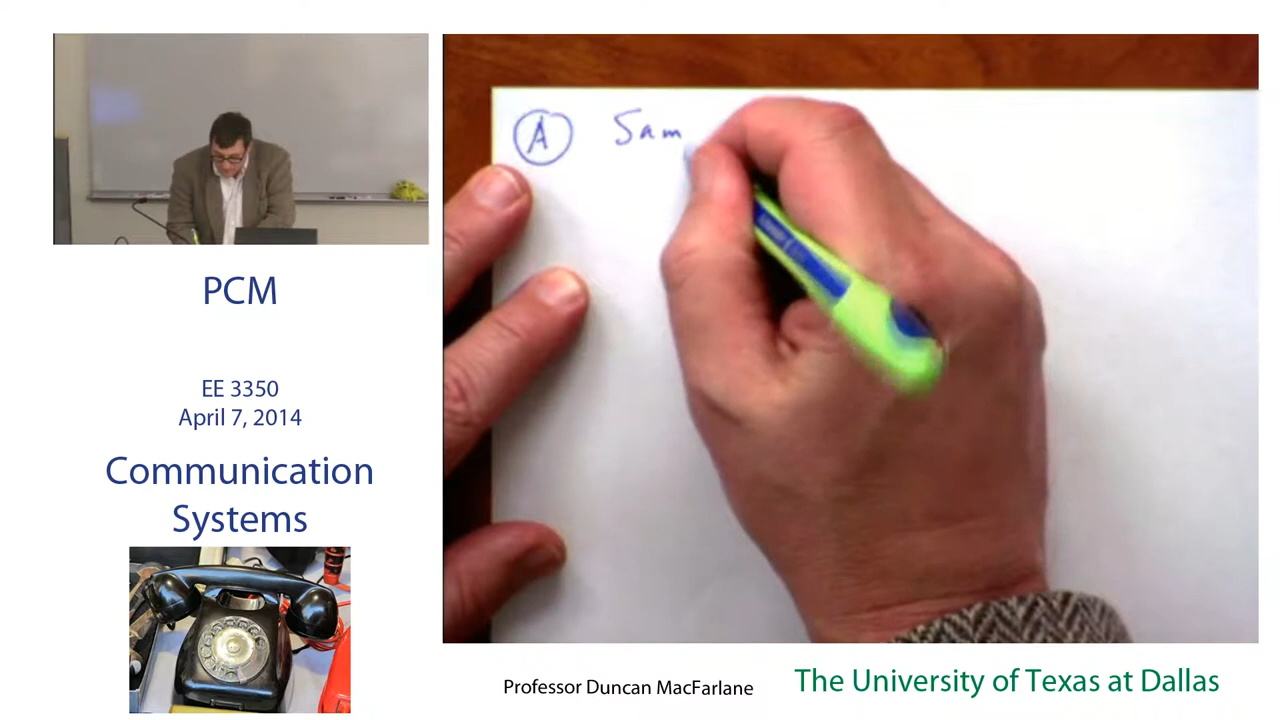 PCM
EE 3350
April 7, 2014
Communication
Systems
A Sam
Professor Duncan MacFarlane
The University of Texas at Dallas